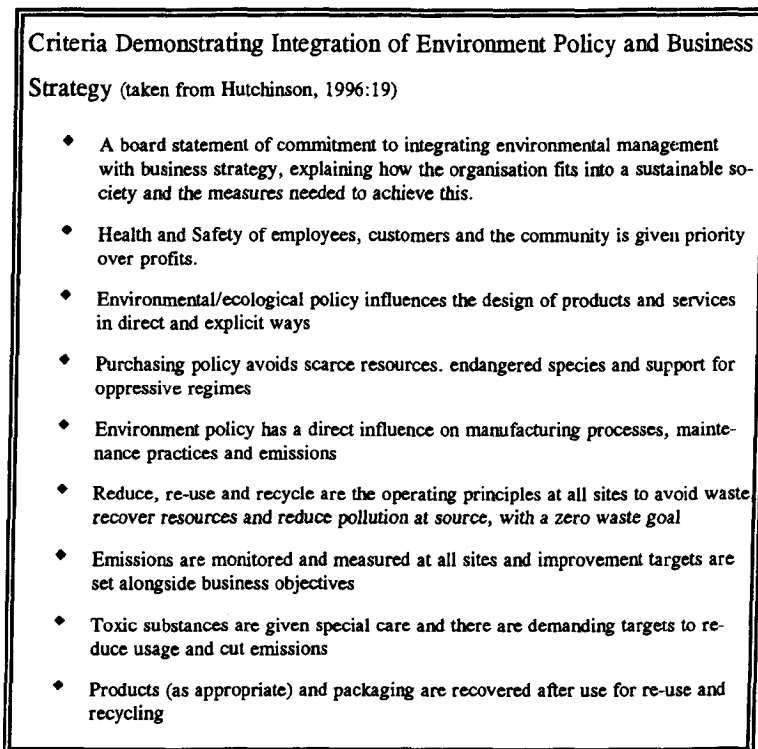 Criteria Demonstrating Integration of Environment Policy and Business
Strategy (taken from Hutchinson, 1996:19)
◆ A board statement of commitment to integrating environmental management
with business strategy, explaining how the organisation fits into a sustainable so-
ciety and the measures needed to achieve this.
◆ Health and Safety of employees, customers and the community is given priority
over profits.
◆ Environmental/ecological policy influences the design of products and services
in direct and explicit ways
◆ Purchasing policy avoids scarce resources. endangered species and support for
oppressive regimes
◆ Environment policy has a direct influence on manufacturing processes, mainte-
nance practices and emissions
◆ Reduce, re-use and recycle are the operating principles at all sites to avoid waste,
recover resources and reduce pollution at source, with a zero waste goal
◆ Emissions are monitored and measured at all sites and improvement targets are
set alongside business objectives
◆ Toxic substances are given special care and there are demanding targets to re-
duce usage and cut emissions
◆ Products (as appropriate) and packaging are recovered after use for re-use and
recycling